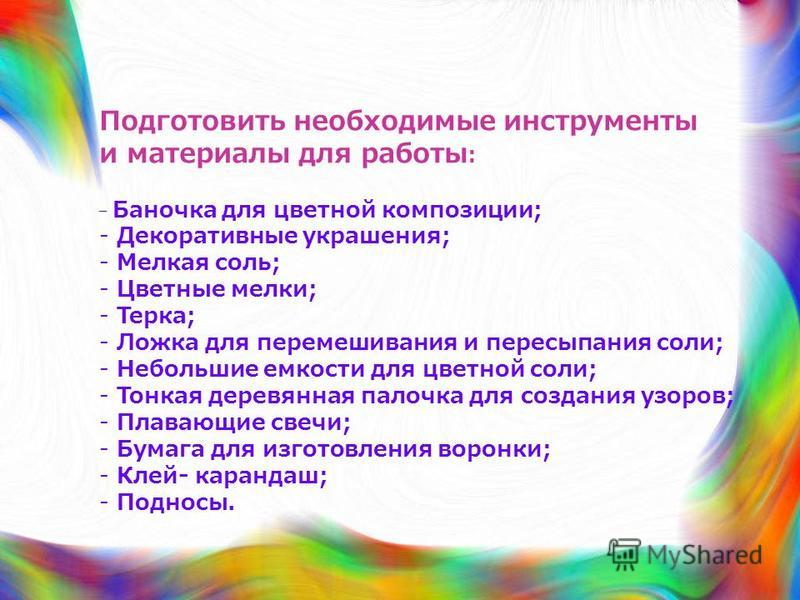 Подготовить необходимые инструменты
и материалы для работы:
- Баночка для цветной композиции;
- Декоративные украшения;
- Мелкая соль;
- Цветные мелки;
- Терка;
- Ложка для перемешивания и пересыпания соли;
- Небольшие емкости для цветной соли;
- Тонкая деревянная палочка для создания узоров;
- Плавающие свечи;
- Бумага для изготовления воронки;
- Клей- карандаш;
- Подносы.
MyShared